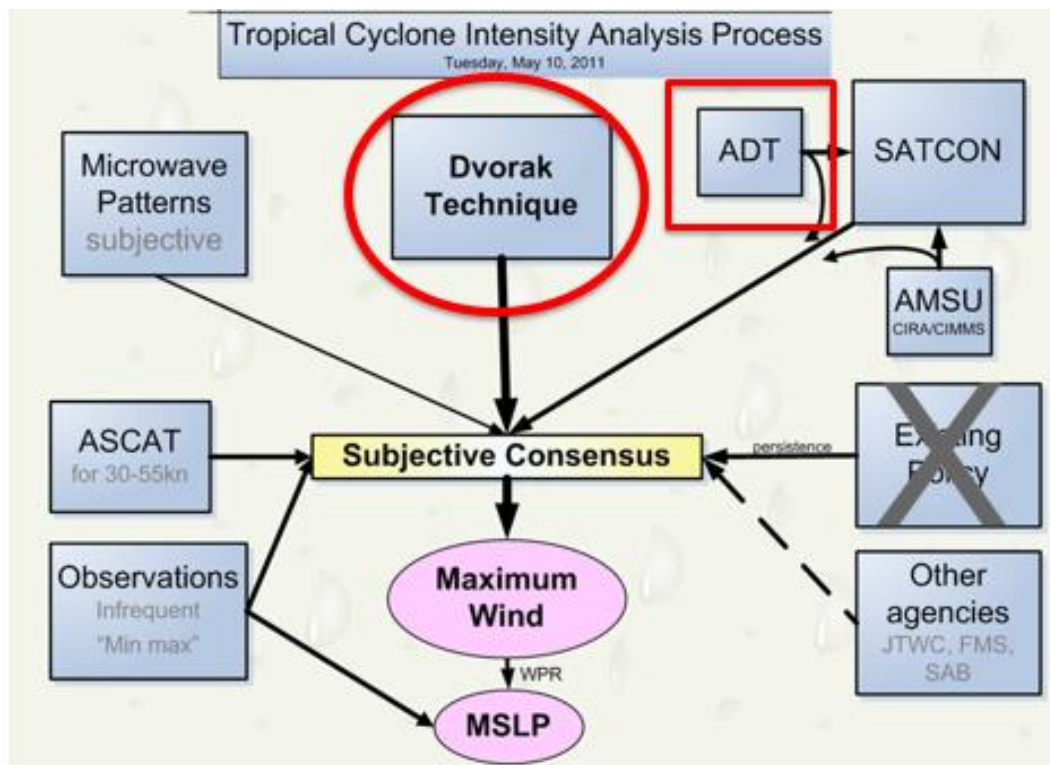 Tropical Cyclone Intensity Analysis Process
Tuesday, May 10, 2011
Microwave
Patterns
subjective
Dvorak
Technique
ADT
SATCON
AMSU
CIRA/CIMMS
ASCAT
for 30-55kn
Subjective Consensus
persistence
Existing
Policy
Observations
Infrequent
"Min max"
Maximum
Wind
Other
agencies
JTWC, FMS,
SAB
WPR
MSLP